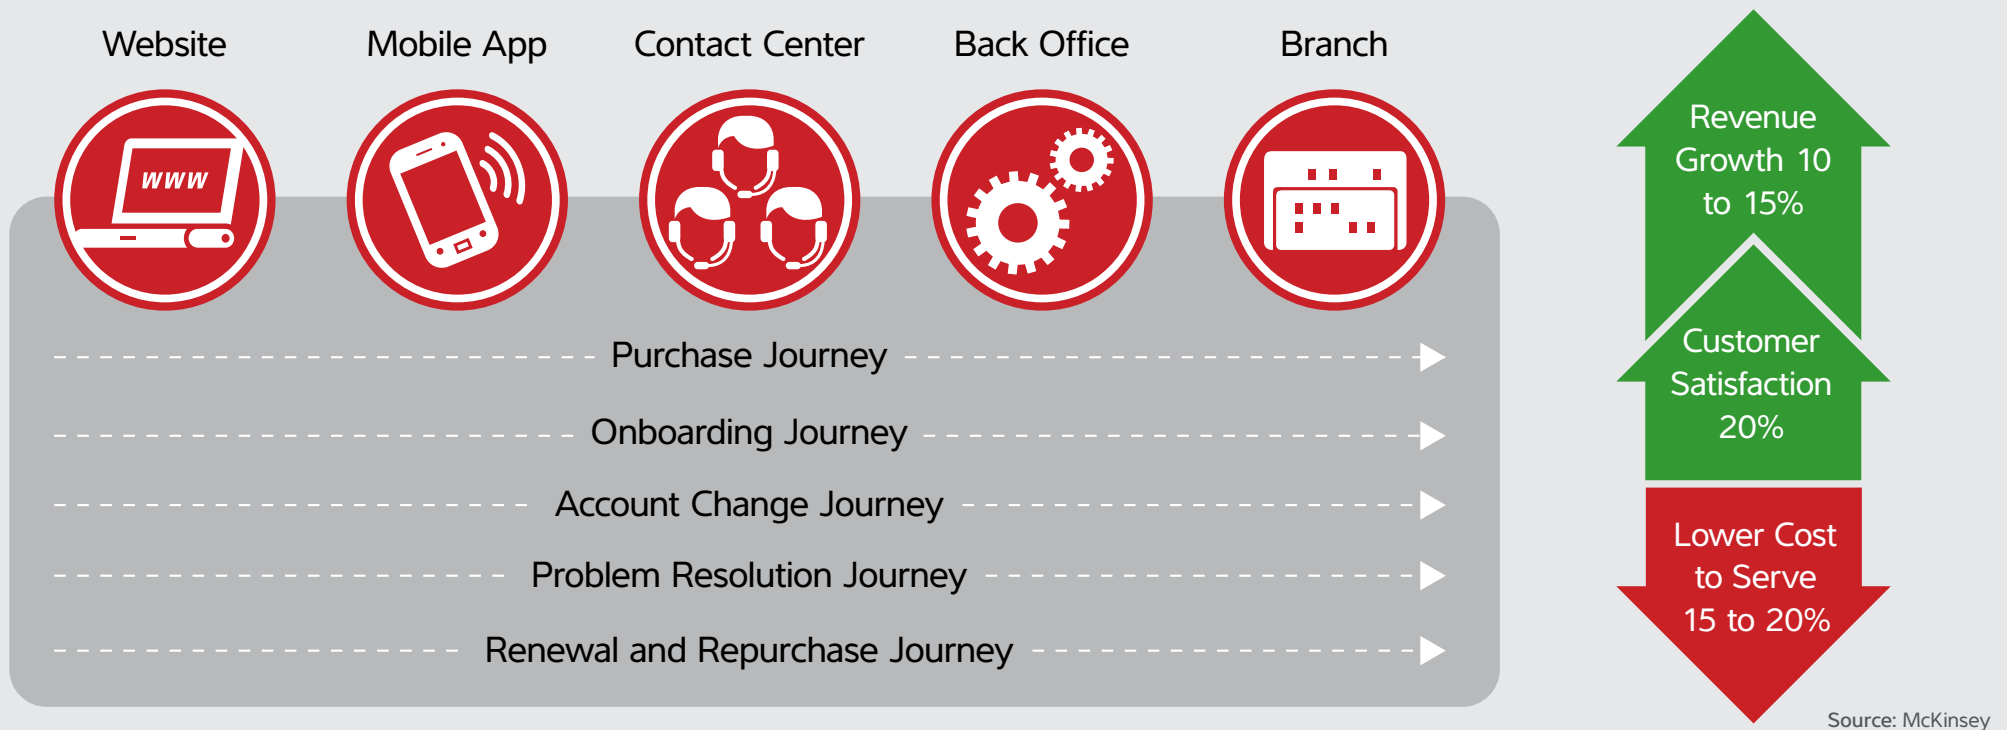 Website
Mobile App
Contact Center
Back Office
Branch
www
Purchase Journey
Onboarding Journey
Account Change Journey
Problem Resolution Journey
Renewal and Repurchase Journey
Revenue
Growth 10
to 15%
Customer
Satisfaction
20%
Lower Cost
to Serve
15 to 20%
Source: McKinsey